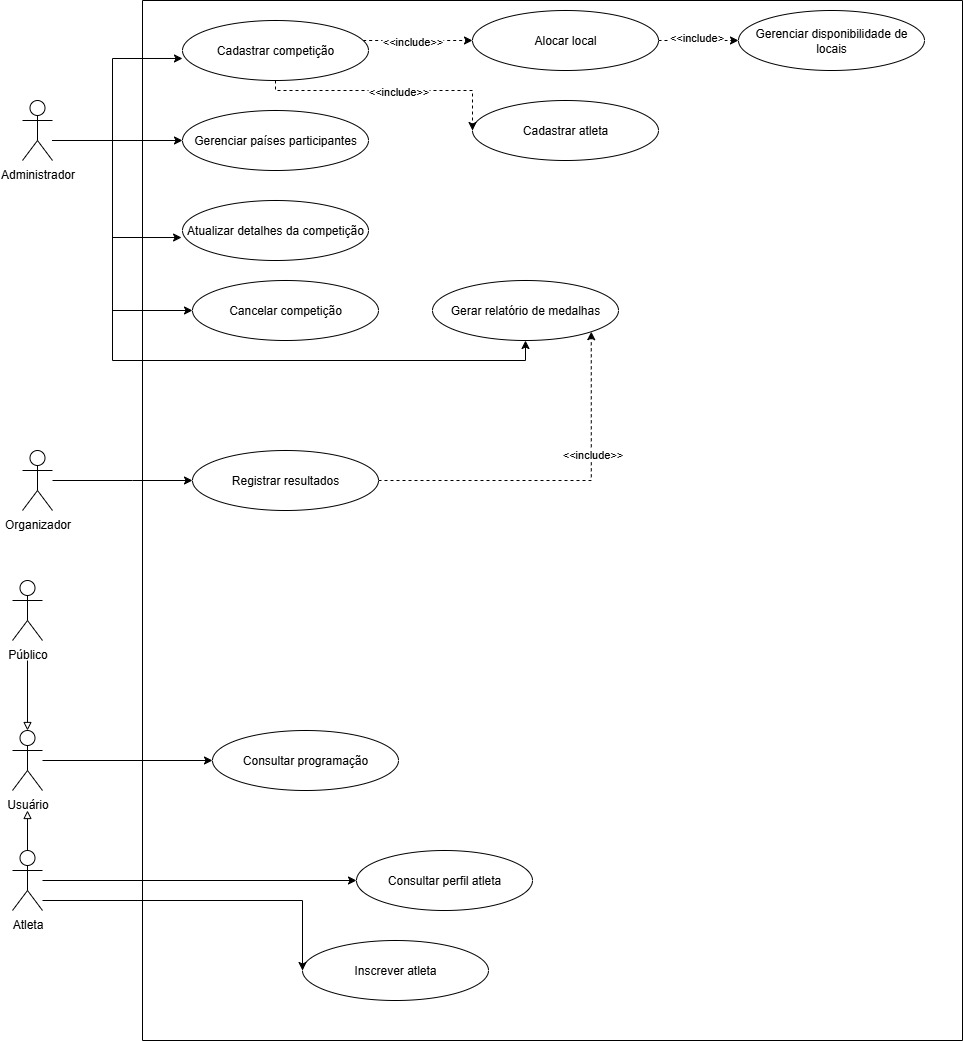 Cadastrar competição
<<include>>
Alocar local
<<include>
Gerenciar disponibilidade de
locais
<<include>>
Cadastrar atleta
Gerenciar países participantes
Administrador
Atualizar detalhes da competição
Cancelar competição
Gerar relatório de medalhas
<<include>>
Registrar resultados
Organizador
Público
Consultar programação
Usuário
Consultar perfil atleta
Atleta
Inscrever atleta